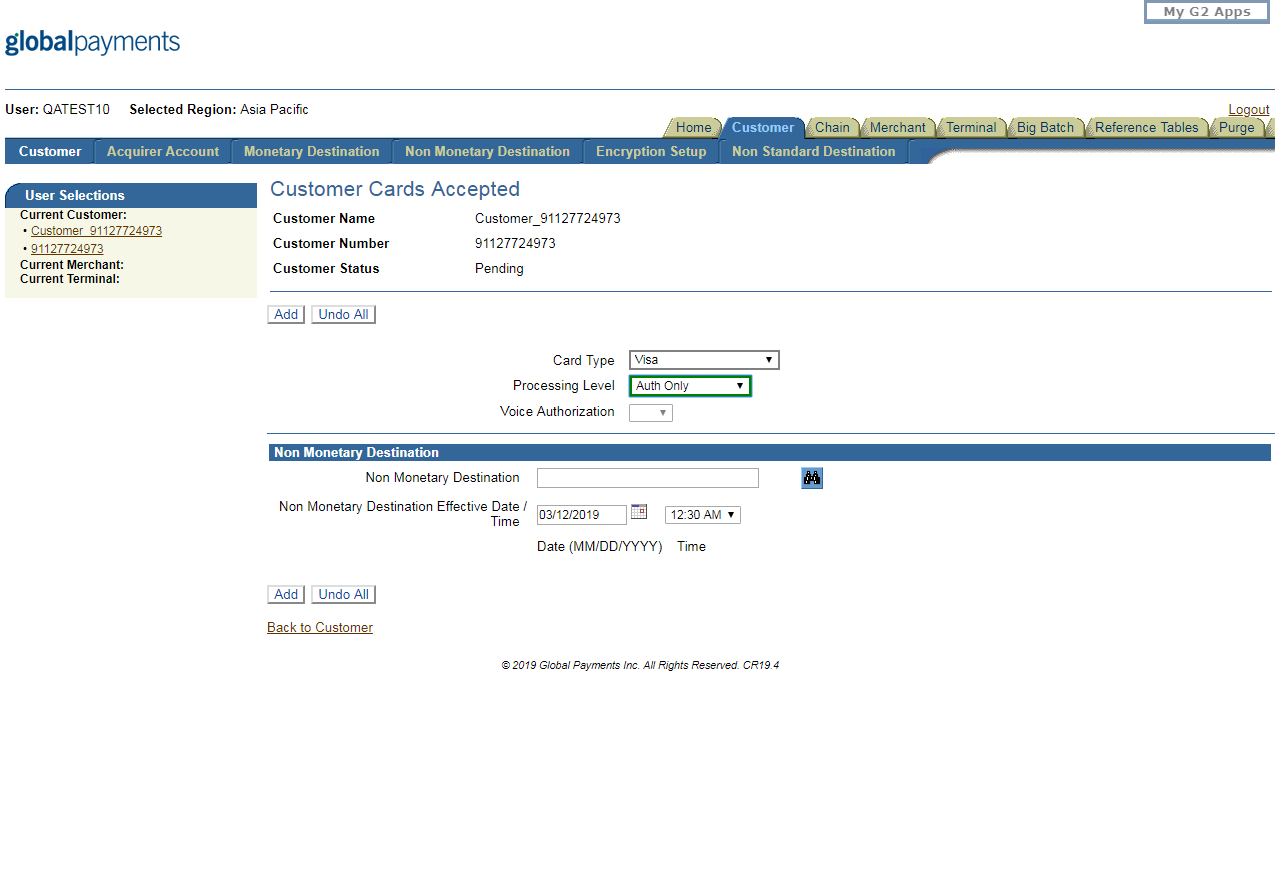 My G2 Apps
globalpayments
User: QATEST10 Selected Region: Asia Pacific
Logout
Home Customer Chain Merchant Terminal Big Batch Reference Tables Purge
Customer Acquirer Account Monetary Destination Non Monetary Destination Encryption Setup Non Standard Destination
User Selections
Current Customer:
• Customer_91127724973
• 91127724973
Current Merchant:
Current Terminal:
Customer Cards Accepted
Customer Name Customer_91127724973
Customer Number 91127724973
Customer Status Pending
Add Undo All
Card Type Visa
Processing Level Auth Only
Voice Authorization
Non Monetary Destination
Non Monetary Destination
Non Monetary Destination Effective Date /
Time 03/12/2019 12:30 AM
Date (MM/DD/YYYY) Time
Add Undo All
Back to Customer
© 2019 Global Payments Inc. All Rights Reserved. CR19.4